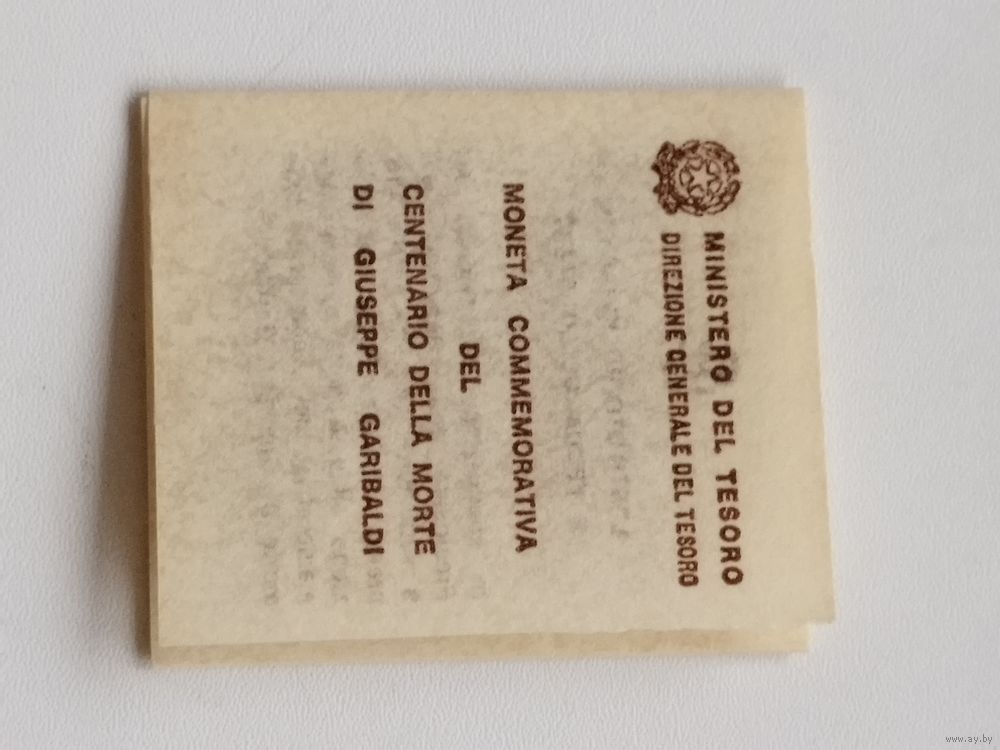 MINISTERO DEL TESORO
DIREZIONE GENERALE DEL TESORO
MONETA COMMEMORATIVA
DEL
CENTENARIO DELLA MORTE
DI GIUSEPPE GARIBALDI
www.ay.by